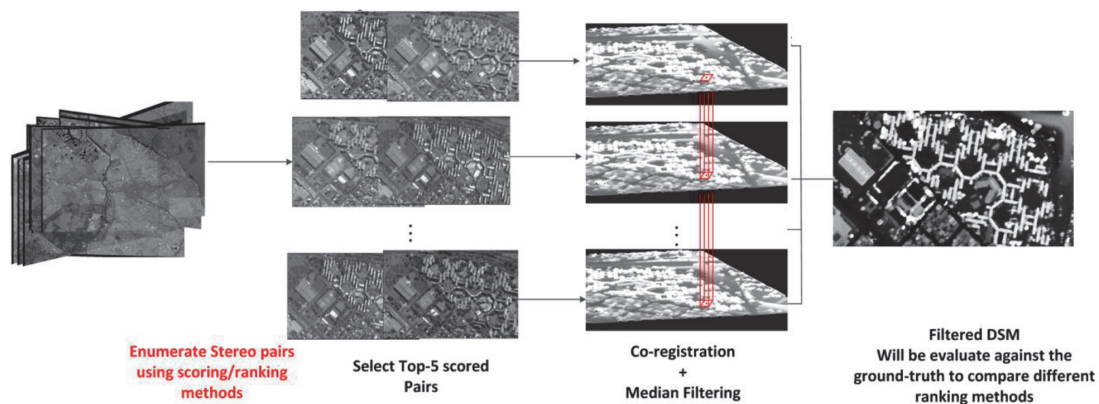 Enumerate Stereo pairs
using scoring/ranking
methods
Select Top-5 scored
Pairs
Co-registration
+
Median Filtering
Filtered DSM
Will be evaluate against the
ground-truth to compare different
ranking methods